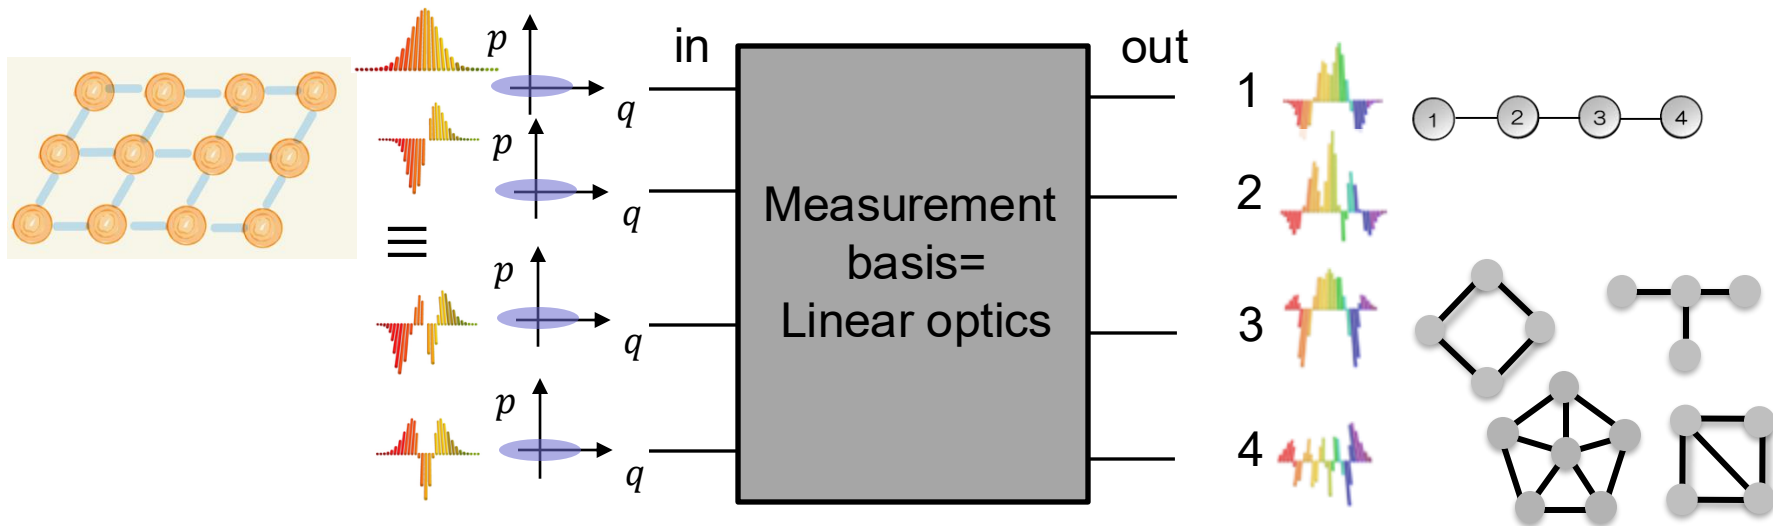 in
out
p
q
p
q
≡
p
q
p
q
Measurement
basis=
Linear optics
1
2
3
4
1
2
3
4